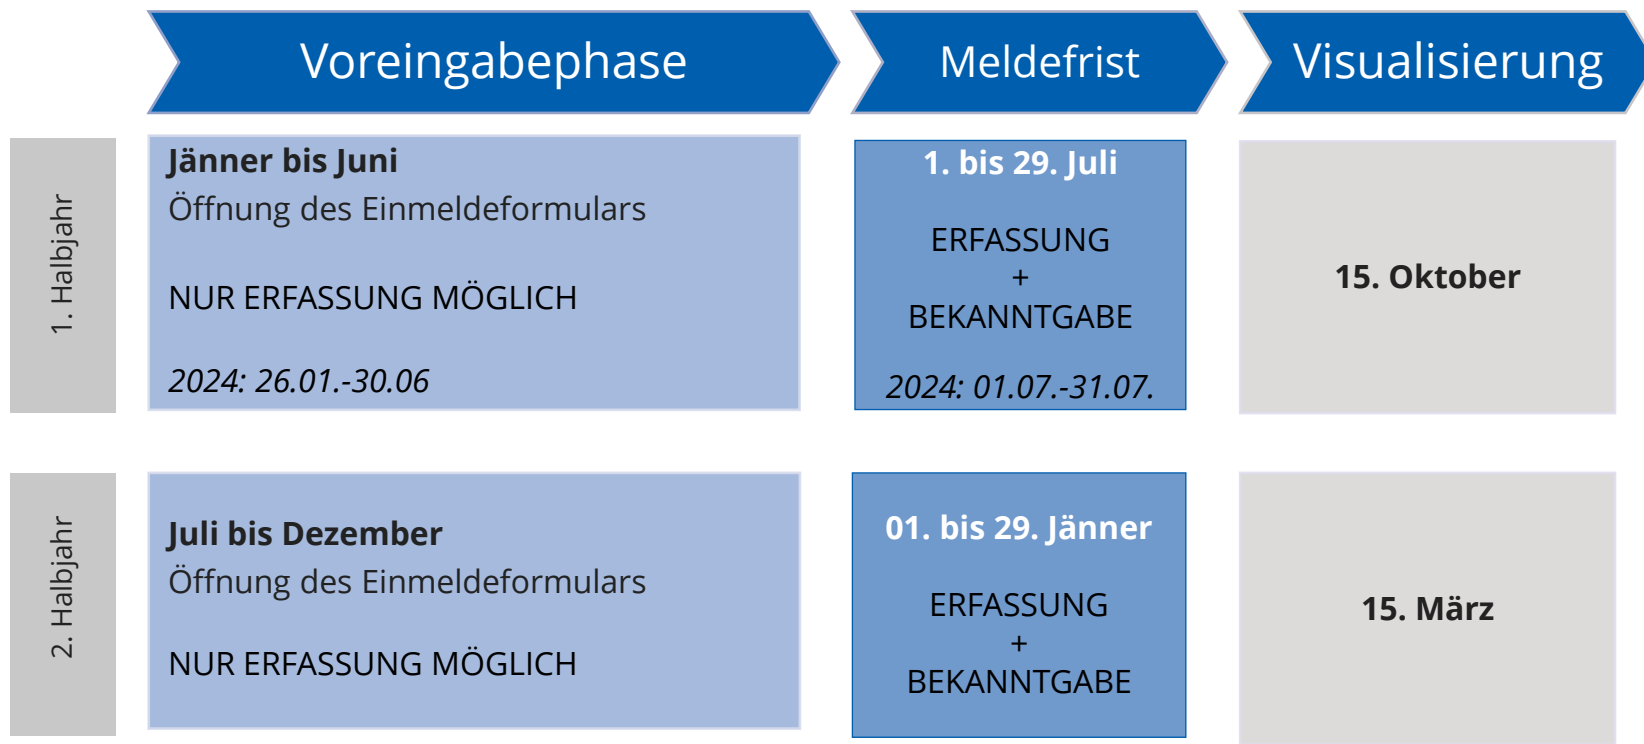 Voreingabephase
Meldefrist
Visualisierung
1. Halbjahr
Jänner bis Juni
Öffnung des Einmeldeformulars
NUR ERFASSUNG MÖGLICH
2024: 26.01.-30.06
1. bis 29. Juli
ERFASSUNG
+
BEKANNTGABE
2024: 01.07.-31.07.
15. Oktober
2. Halbjahr
Juli bis Dezember
Öffnung des Einmeldeformulars
NUR ERFASSUNG MÖGLICH
01. bis 29. Jänner
ERFASSUNG
+
BEKANNTGABE
15. März